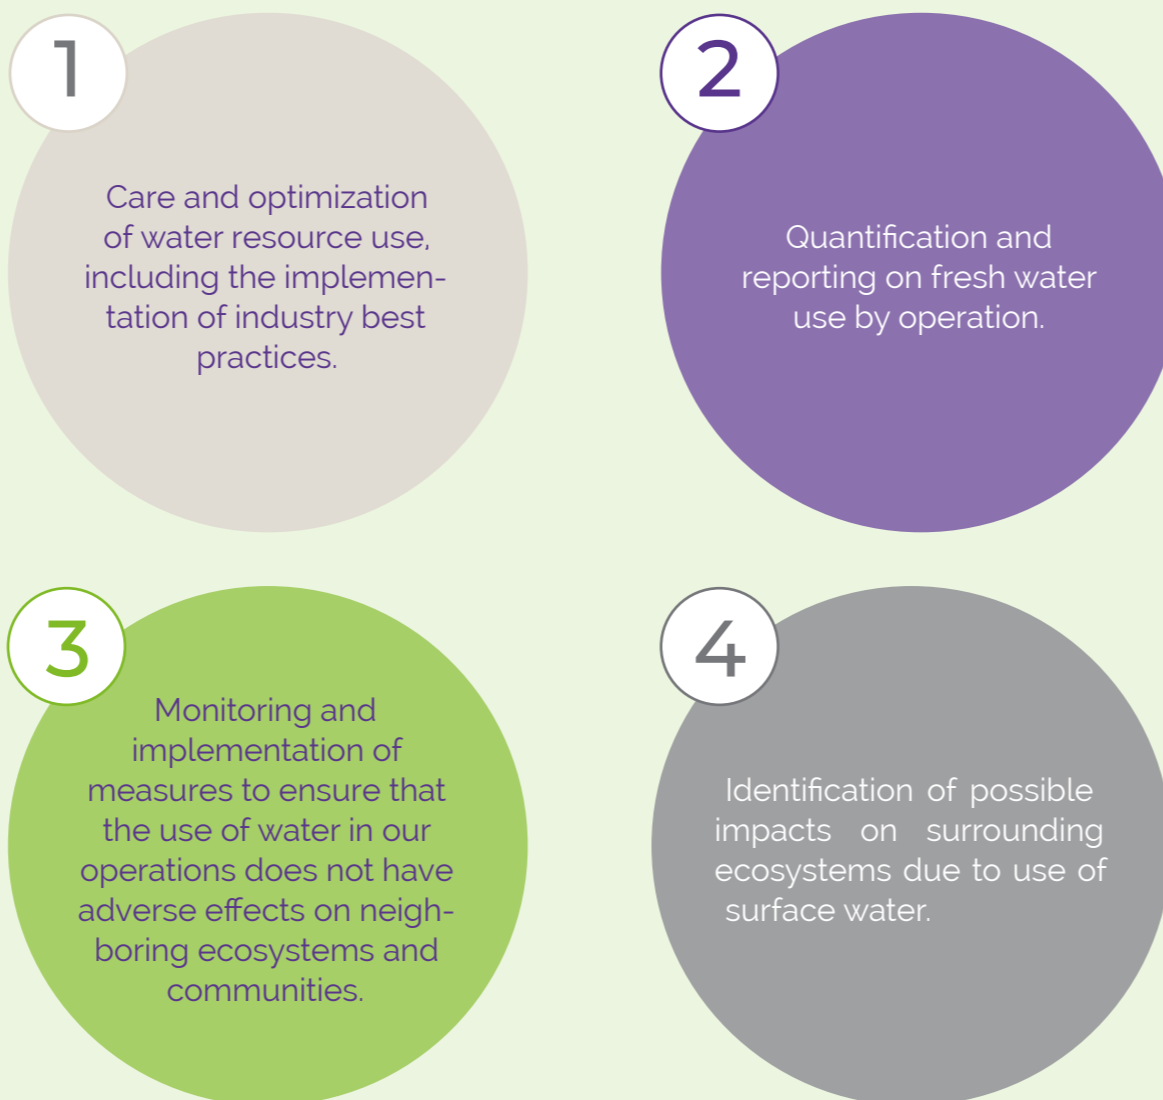 1
Care and optimization
of water resource use,
including the implemen-
tation of industry best
practices.
2
Quantification and
reporting on fresh water
use by operation.
3
Monitoring and
implementation of
measures to ensure that
the use of water in our
operations does not have
adverse effects on neigh-
boring ecosystems and
communities.
4
Identification of possible
impacts on surrounding
ecosystems due to use of
surface water.